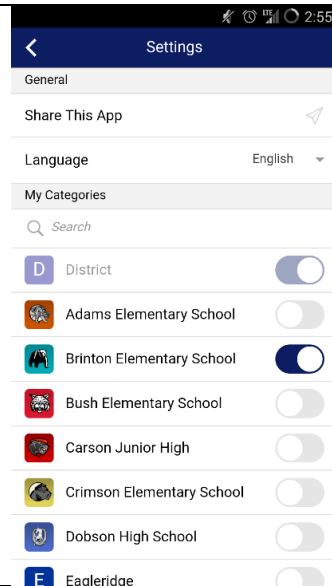 LTE 2:55
Settings
General
Share This App
Language English
My Categories
Search
D District
Adams Elementary School
Brinton Elementary School
Bush Elementary School
Carson Junior High
Crimson Elementary School
Dobson High School
E Eagleridge